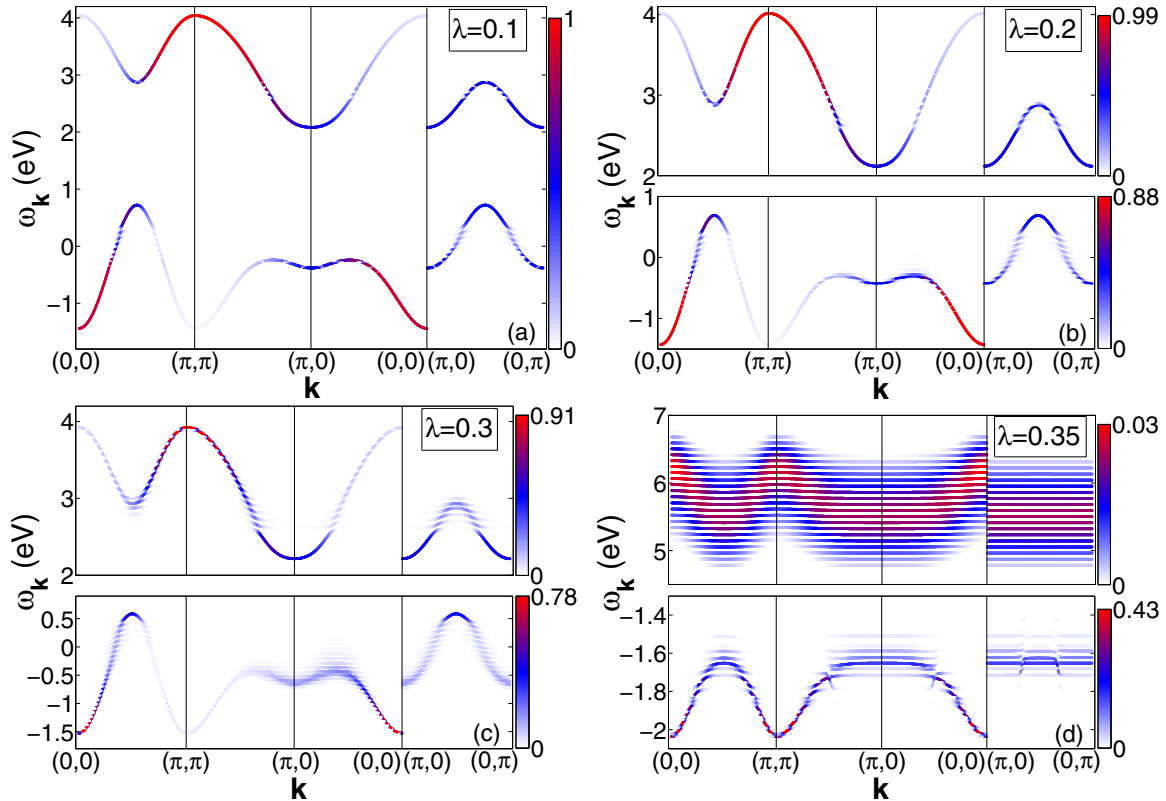 λ=0.1
1
0
4
3
2
1
0
−1
ω_k (eV)
(a)
(0,0) (π,π) (π,0) (0,0) (π,0) (0,π)
k
λ=0.2
0.99
0
4
3
2
ω_k (eV)
0.88
0
1
0
−1
(b)
(0,0) (π,π) (π,0) (0,0) (π,0) (0,π)
k
λ=0.3
0.91
0
4
3
2
ω_k (eV)
0.78
0
0.5
0
−0.5
−1
−1.5
(c)
(0,0) (π,π) (π,0) (0,0) (π,0) (0,π)
k
λ=0.35
0.03
0
7
6
5
ω_k (eV)
0.43
0
−1.4
−1.6
−1.8
−2
(d)
(0,0) (π,π) (π,0) (0,0) (π,0) (0,π)
k